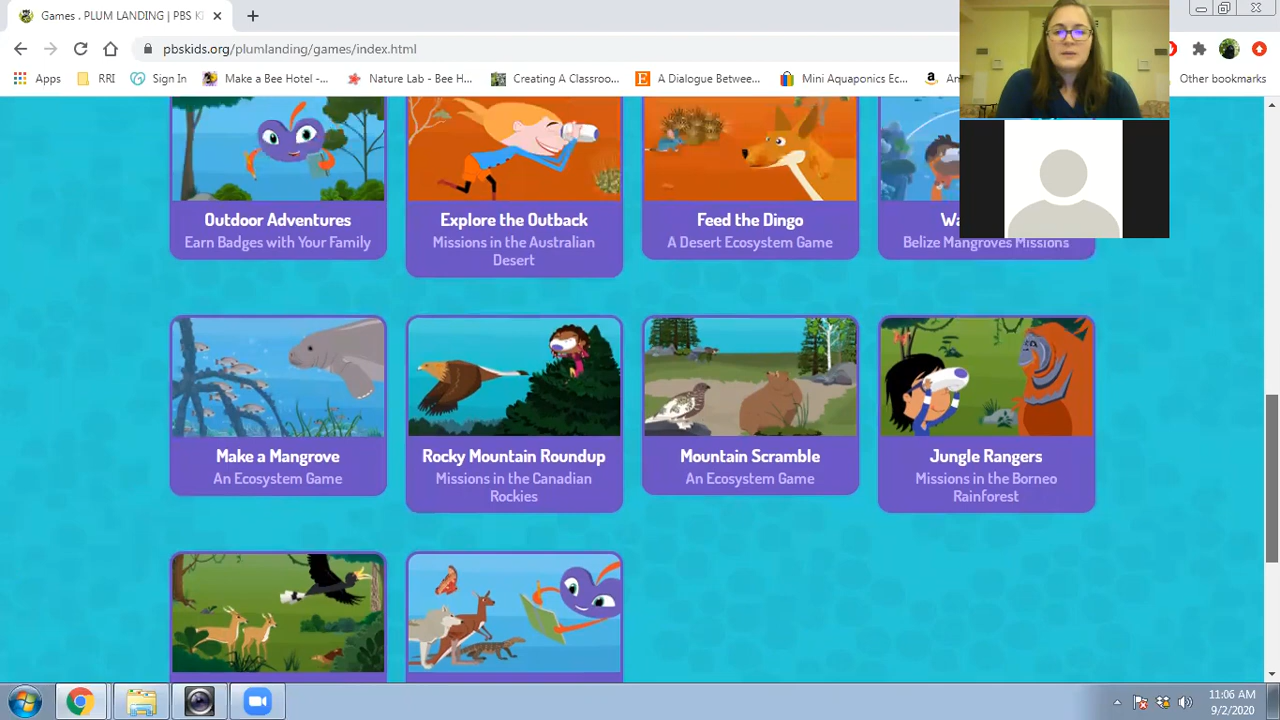 Games . PLUM LANDING | PBS KI
pbskids.org/plumlanding/games/index.html
Apps RRI Sign In Make a Bee Hotel -... Nature Lab - Bee H... Creating A Classroo... A Dialogue Betwee... Mini Aquaponics Ec... Other bookmarks
Outdoor Adventures
Earn Badges with Your Family
Explore the Outback
Missions in the Australian
Desert
Feed the Dingo
A Desert Ecosystem Game
Belize Mangroves Missions
Make a Mangrove
An Ecosystem Game
Rocky Mountain Roundup
Missions in the Canadian
Rockies
Mountain Scramble
An Ecosystem Game
Jungle Rangers
Missions in the Borneo
Rainforest
11:06 AM
9/2/2020